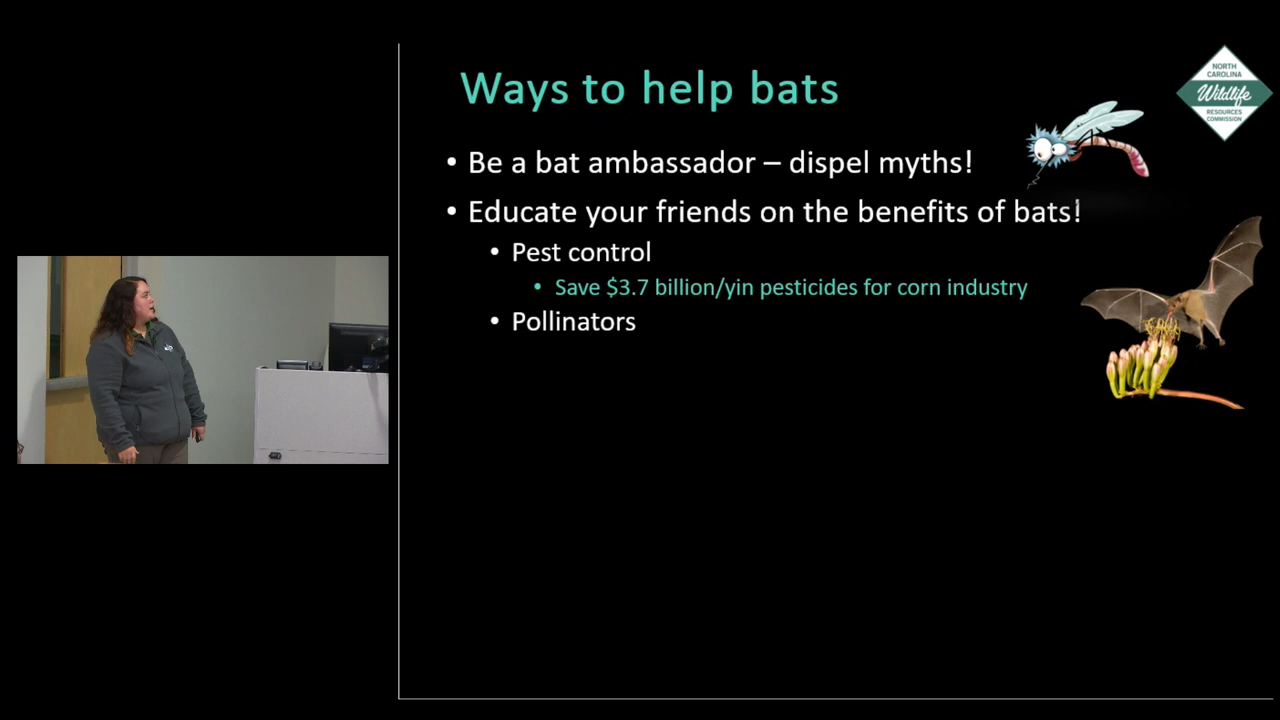 Ways to help bats
NORTH
CAROLINA
Wildlife
RESOURCES
COMMISSION
• Be a bat ambassador – dispel myths!
• Educate your friends on the benefits of bats!
• Pest control
• Save $3.7 billion/yin pesticides for corn industry
• Pollinators